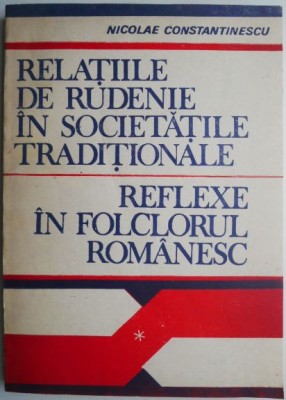 NICOLAE CONSTANTINESCU
RELAȚIILE
DE RUDENIE
ÎN SOCIETĂȚILE
TRADIȚIONALE
REFLEXE
ÎN FOLCLORUL
ROMÂNESC
*